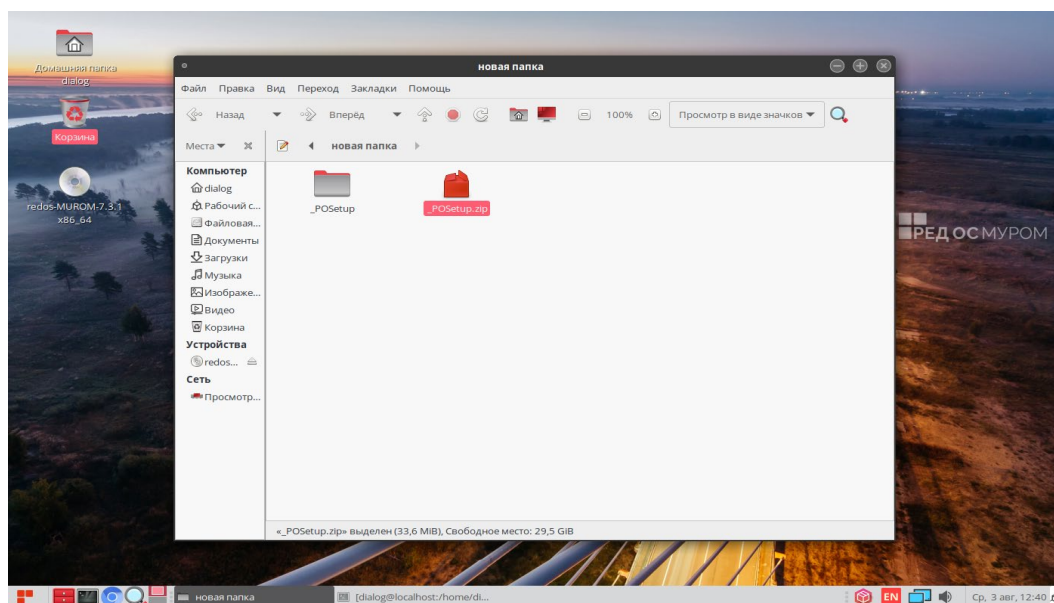 Домашняя папка
dialog
Корзина
redos-MUROM-7.3.1
x86_64
РЕД ОС МУРОМ
новая папка
Файл Правка Вид Переход Закладки Помощь
Назад Вперёд 100% Просмотр в виде значков
Места новая папка
Компьютер
dialog
Рабочий с...
Файловая...
Документы
Загрузки
Музыка
Изображе...
Видео
Корзина
Устройства
redos...
Сеть
Просмотр...
_POSetup
_POSetup.zip
«_POSetup.zip» выделен (33,6 MiB), Свободное место: 29,5 GiB
новая папка
[dialog@localhost:/home/di...
EN
Ср, 3 авг, 12:40